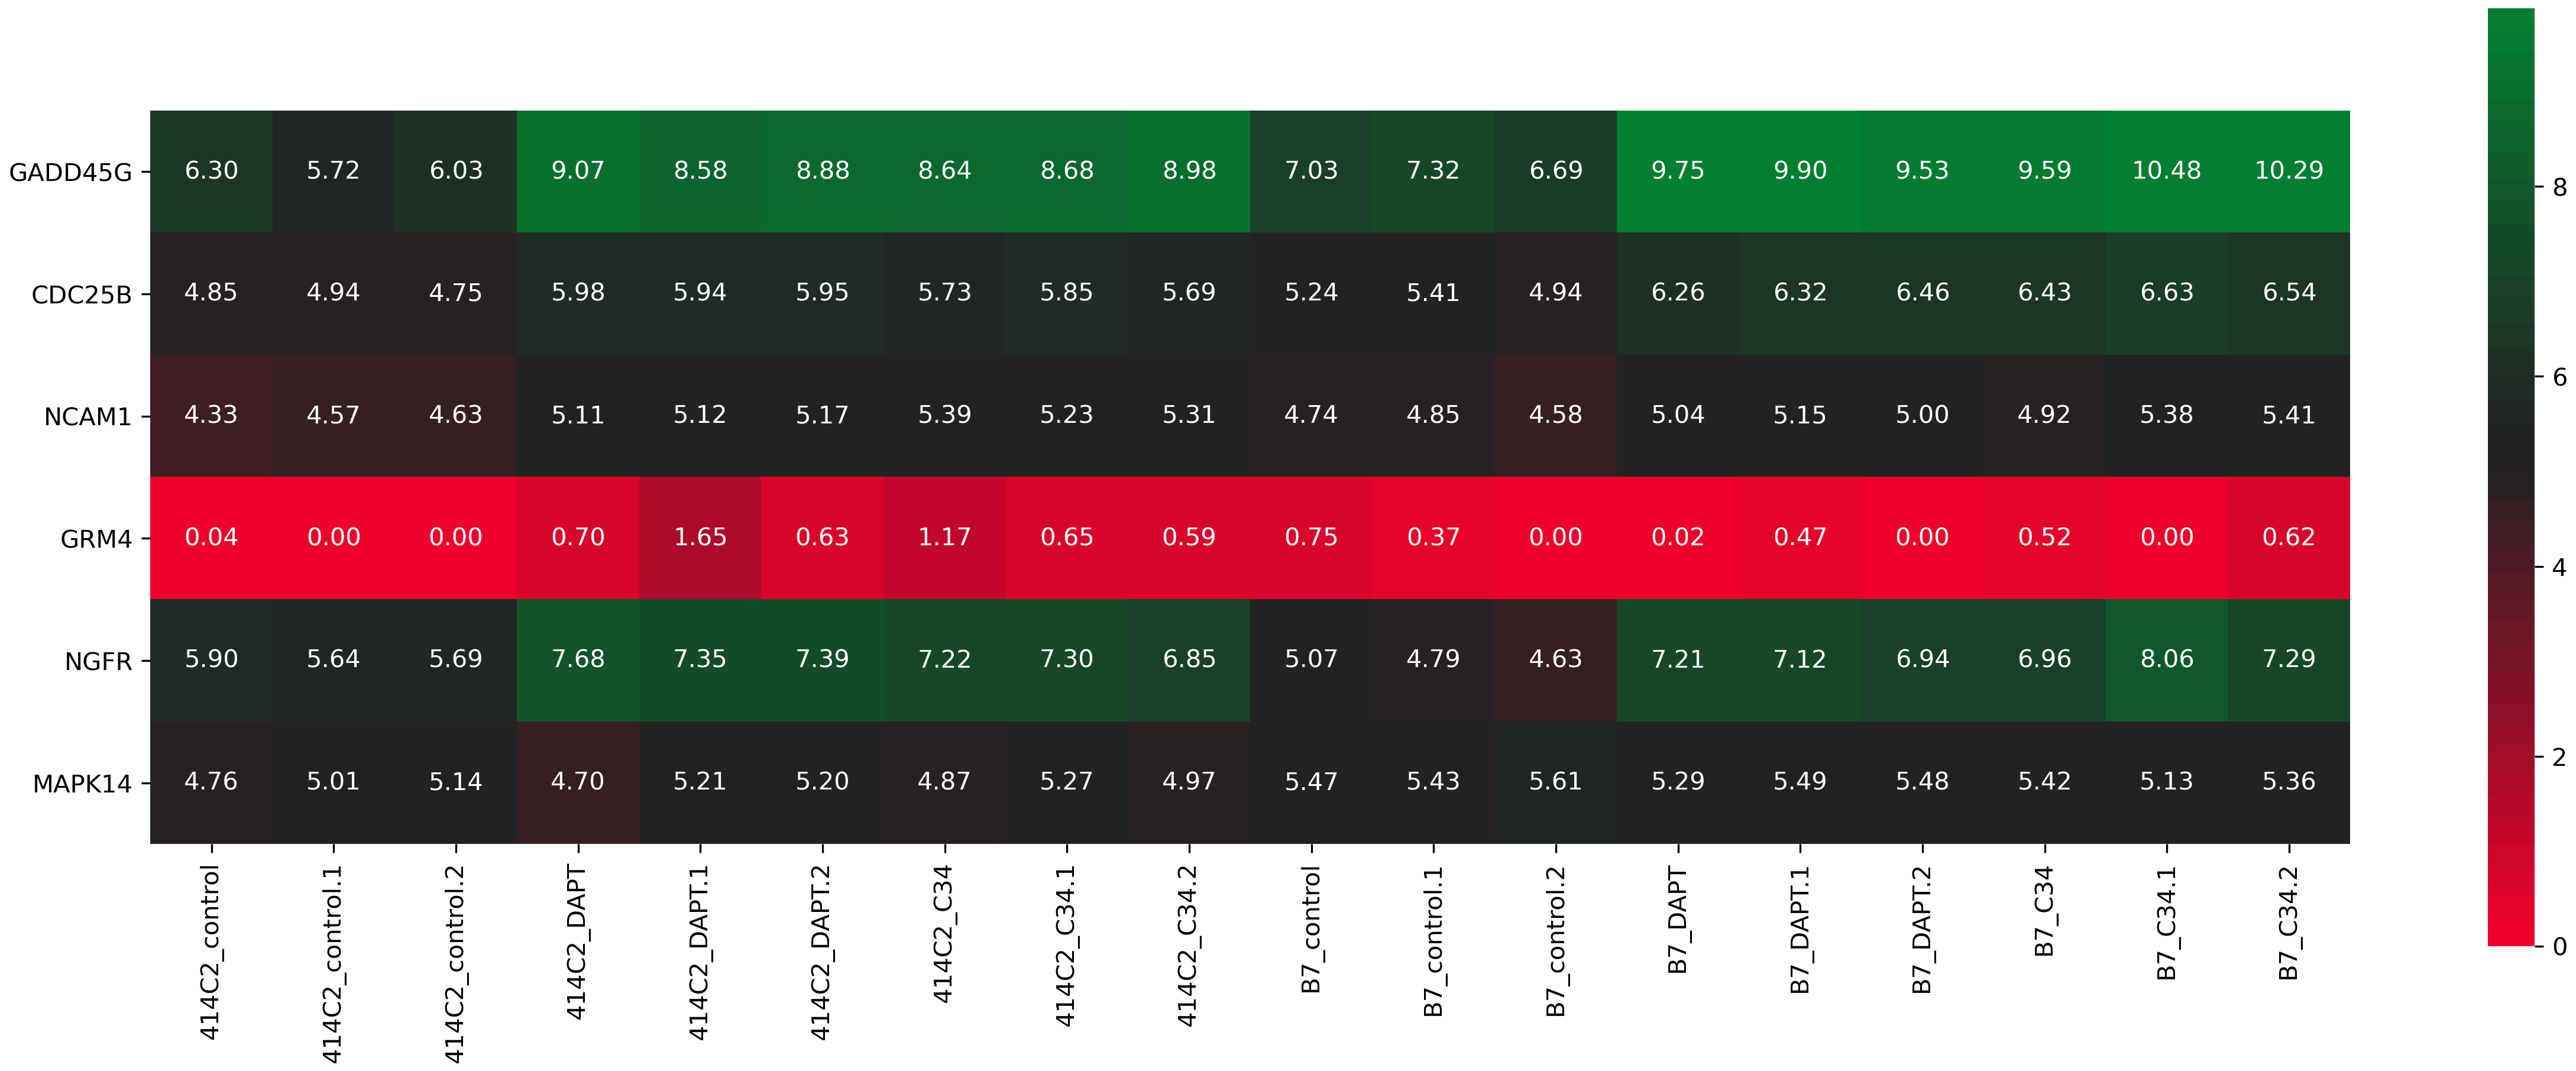 GADD45G 6.30 5.72 6.03 9.07 8.58 8.88 8.64 8.68 8.98 7.03 7.32 6.69 9.75 9.90 9.53 9.59 10.48 10.29
CDC25B 4.85 4.94 4.75 5.98 5.94 5.95 5.73 5.85 5.69 5.24 5.41 4.94 6.26 6.32 6.46 6.43 6.63 6.54
NCAM1 4.33 4.57 4.63 5.11 5.12 5.17 5.39 5.23 5.31 4.74 4.85 4.58 5.04 5.15 5.00 4.92 5.38 5.41
GRM4 0.04 0.00 0.00 0.70 1.65 0.63 1.17 0.65 0.59 0.75 0.37 0.00 0.02 0.47 0.00 0.52 0.00 0.62
NGFR 5.90 5.64 5.69 7.68 7.35 7.39 7.22 7.30 6.85 5.07 4.79 4.63 7.21 7.12 6.94 6.96 8.06 7.29
MAPK14 4.76 5.01 5.14 4.70 5.21 5.20 4.87 5.27 4.97 5.47 5.43 5.61 5.29 5.49 5.48 5.42 5.13 5.36
414C2_control
414C2_control.1
414C2_control.2
414C2_DAPT
414C2_DAPT.1
414C2_DAPT.2
414C2_C34
414C2_C34.1
414C2_C34.2
B7_control
B7_control.1
B7_control.2
B7_DAPT
B7_DAPT.1
B7_DAPT.2
B7_C34
B7_C34.1
B7_C34.2
8
6
4
2
0